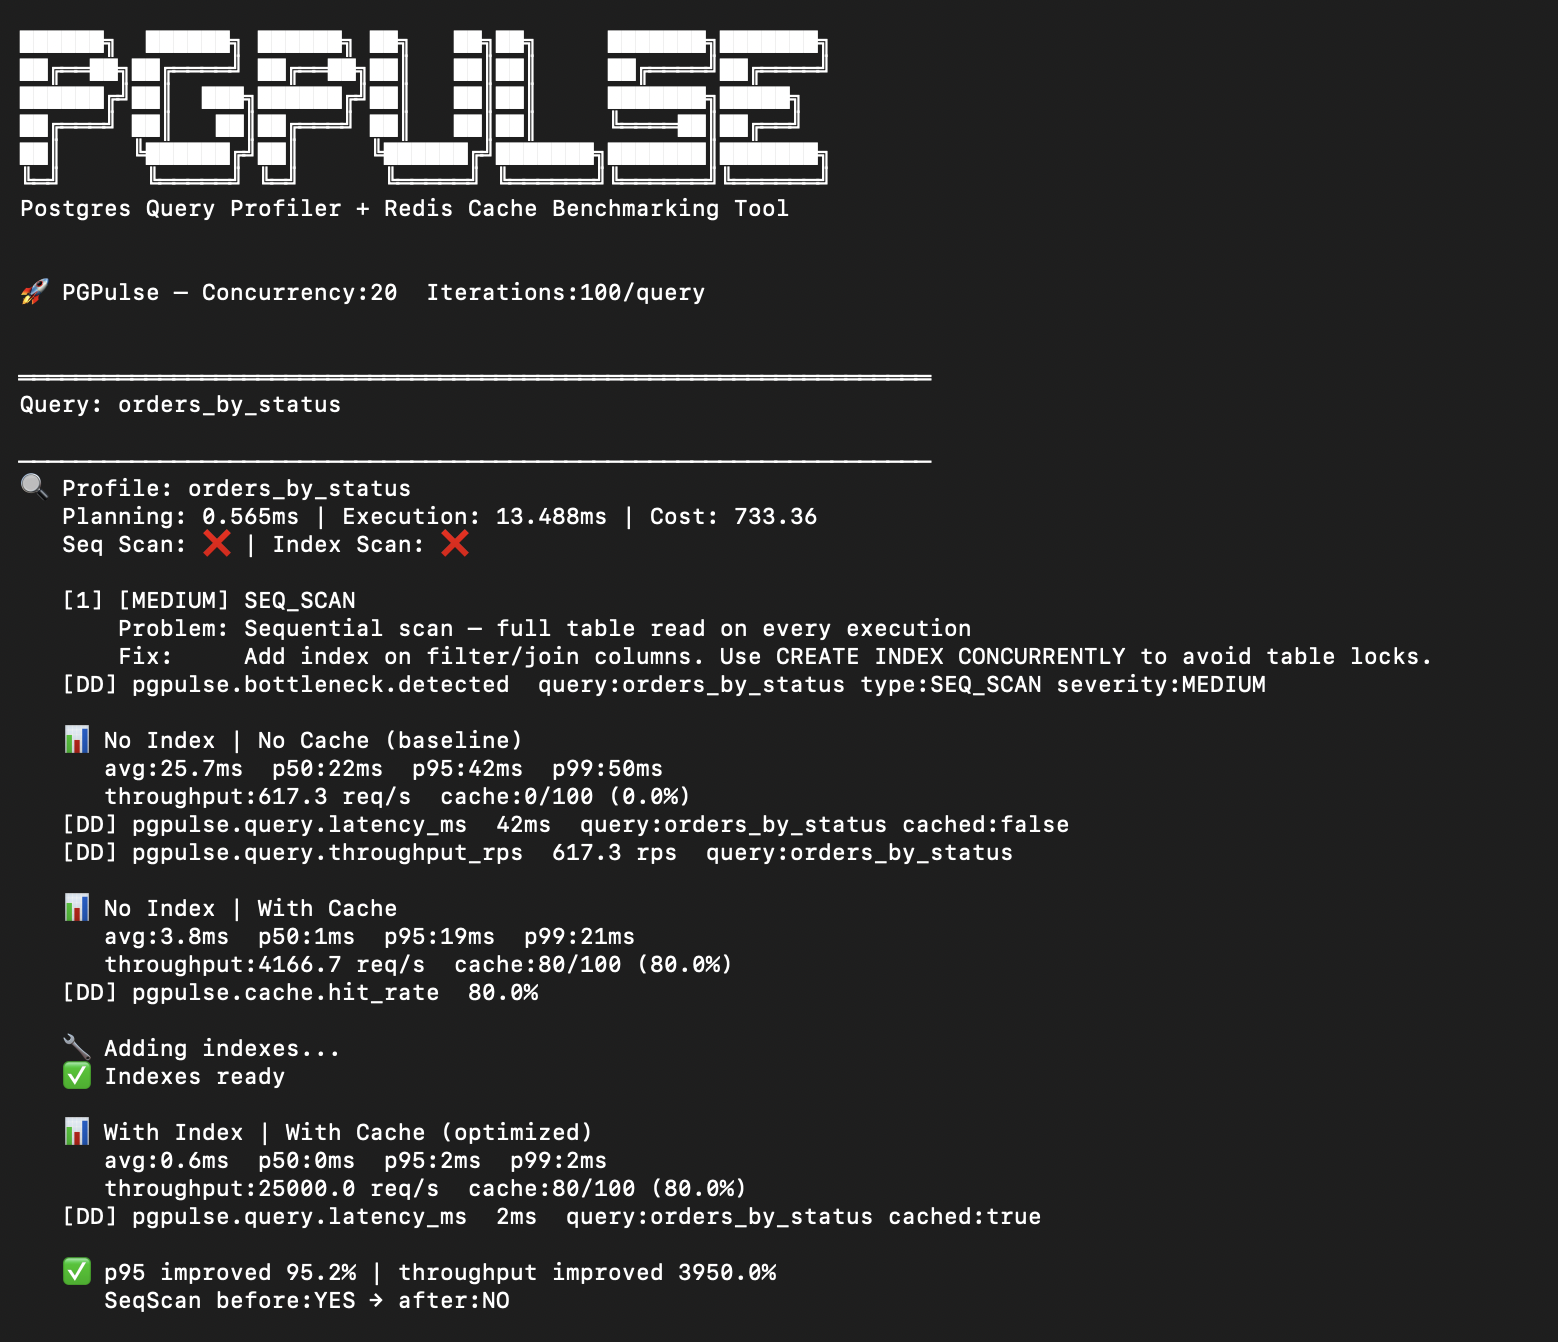 PGPULSE
Postgres Query Profiler + Redis Cache Benchmarking Tool
🚀 PGPulse — Concurrency:20  Iterations:100/query
Query: orders_by_status
🔍 Profile: orders_by_status
Planning: 0.565ms | Execution: 13.488ms | Cost: 733.36
Seq Scan: ❌ | Index Scan: ❌
[1] [MEDIUM] SEQ_SCAN
Problem: Sequential scan — full table read on every execution
Fix:     Add index on filter/join columns. Use CREATE INDEX CONCURRENTLY to avoid table locks.
[DD] pgpulse.bottleneck.detected  query:orders_by_status type:SEQ_SCAN severity:MEDIUM
📊 No Index | No Cache (baseline)
avg:25.7ms  p50:22ms  p95:42ms  p99:50ms
throughput:617.3 req/s  cache:0/100 (0.0%)
[DD] pgpulse.query.latency_ms  42ms  query:orders_by_status cached:false
[DD] pgpulse.query.throughput_rps  617.3 rps  query:orders_by_status
📊 No Index | With Cache
avg:3.8ms  p50:1ms  p95:19ms  p99:21ms
throughput:4166.7 req/s  cache:80/100 (80.0%)
[DD] pgpulse.cache.hit_rate  80.0%
🔧 Adding indexes...
✅ Indexes ready
📊 With Index | With Cache (optimized)
avg:0.6ms  p50:0ms  p95:2ms  p99:2ms
throughput:25000.0 req/s  cache:80/100 (80.0%)
[DD] pgpulse.query.latency_ms  2ms  query:orders_by_status cached:true
✅ p95 improved 95.2% | throughput improved 3950.0%
SeqScan before:YES → after:NO